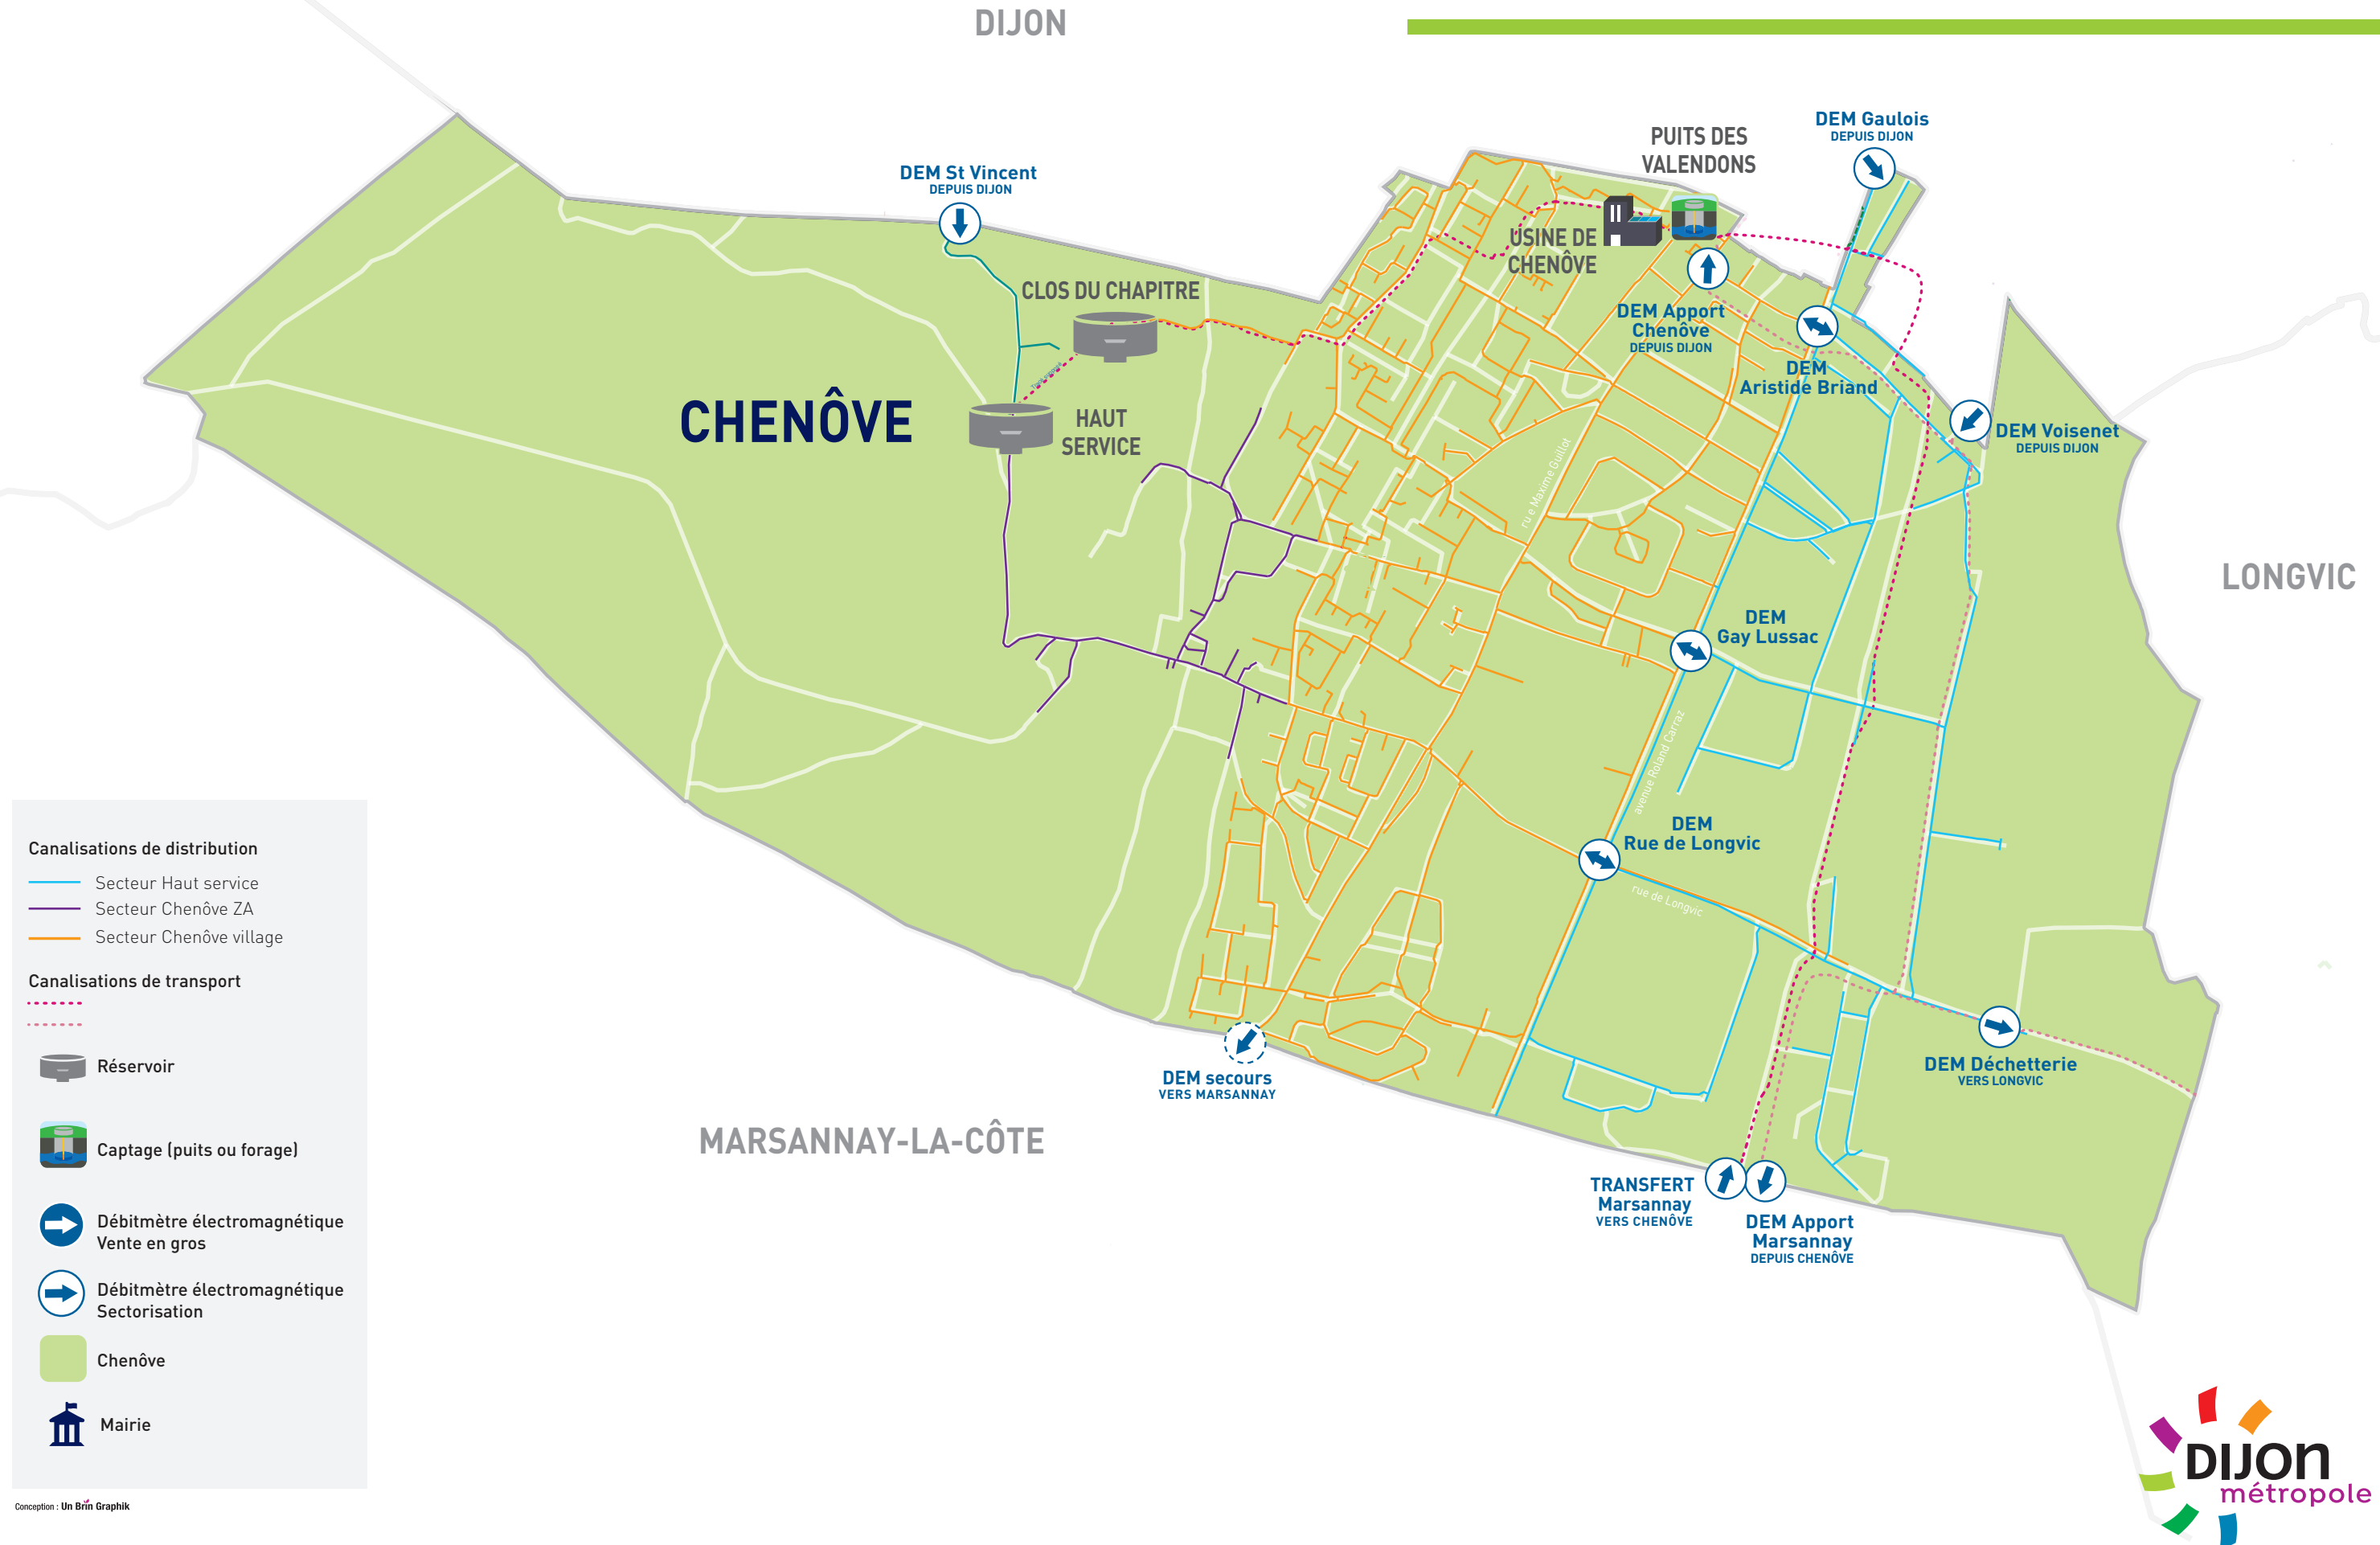 DIJON
DEM Gaulois
DEPUIS DIJON
PUITS DES
VALENDONS
DEM St Vincent
DEPUIS DIJON
USINE DE
CHENÔVE
CLOS DU CHAPITRE
DEM Apport
Chenôve
DEPUIS DIJON
DEM
Aristide Briand
CHENÔVE
HAUT
SERVICE
DEM Voisenet
DEPUIS DIJON
ru e Maxime Guillot
LONGVIC
DEM
Gay Lussac
avenue Roland Carraz
DEM
Rue de Longvic
rue de Longvic
DEM Déchetterie
VERS LONGVIC
DEM secours
VERS MARSANNAY
MARSANNAY-LA-CÔTE
TRANSFERT
Marsannay
VERS CHENÔVE
DEM Apport
Marsannay
DEPUIS CHENÔVE
Canalisations de distribution
Secteur Haut service
Secteur Chenôve ZA
Secteur Chenôve village
Canalisations de transport
Réservoir
Captage (puits ou forage)
Débitmètre électromagnétique
Vente en gros
Débitmètre électromagnétique
Sectorisation
Chenôve
Mairie
Conception : Un Brin Graphik
DIJON
métropole